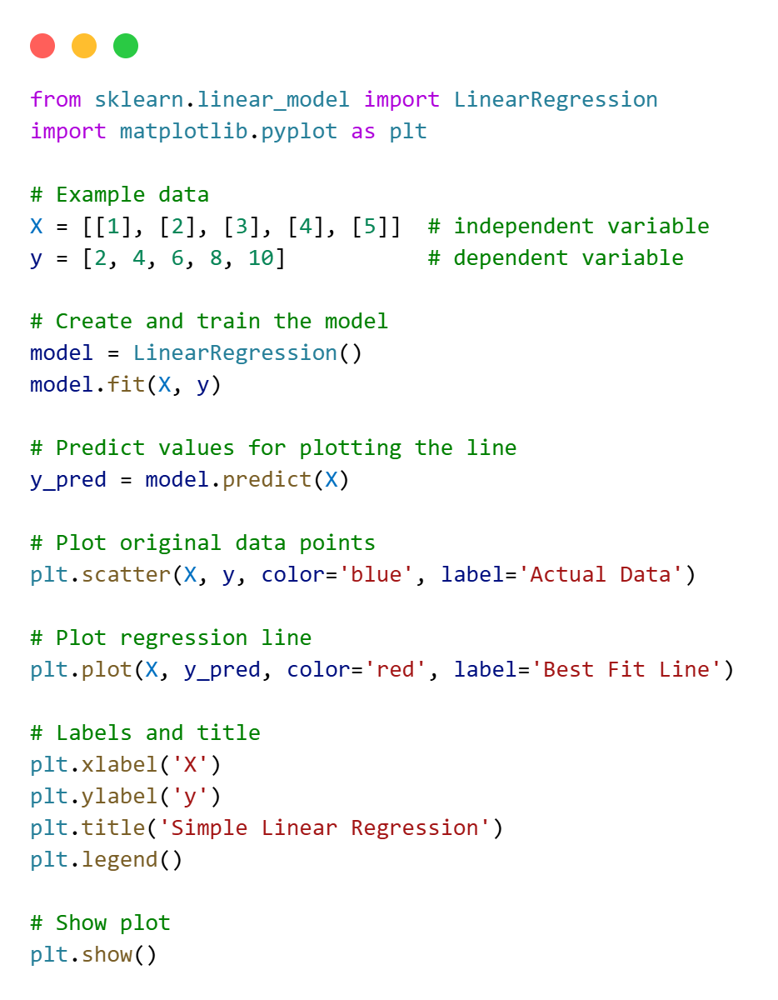 from sklearn.linear_model import LinearRegression
import matplotlib.pyplot as plt

# Example data
X = [[1], [2], [3], [4], [5]]  # independent variable
y = [2, 4, 6, 8, 10]           # dependent variable

# Create and train the model
model = LinearRegression()
model.fit(X, y)

# Predict values for plotting the line
y_pred = model.predict(X)

# Plot original data points
plt.scatter(X, y, color='blue', label='Actual Data')

# Plot regression line
plt.plot(X, y_pred, color='red', label='Best Fit Line')

# Labels and title
plt.xlabel('X')
plt.ylabel('y')
plt.title('Simple Linear Regression')
plt.legend()

# Show plot
plt.show()